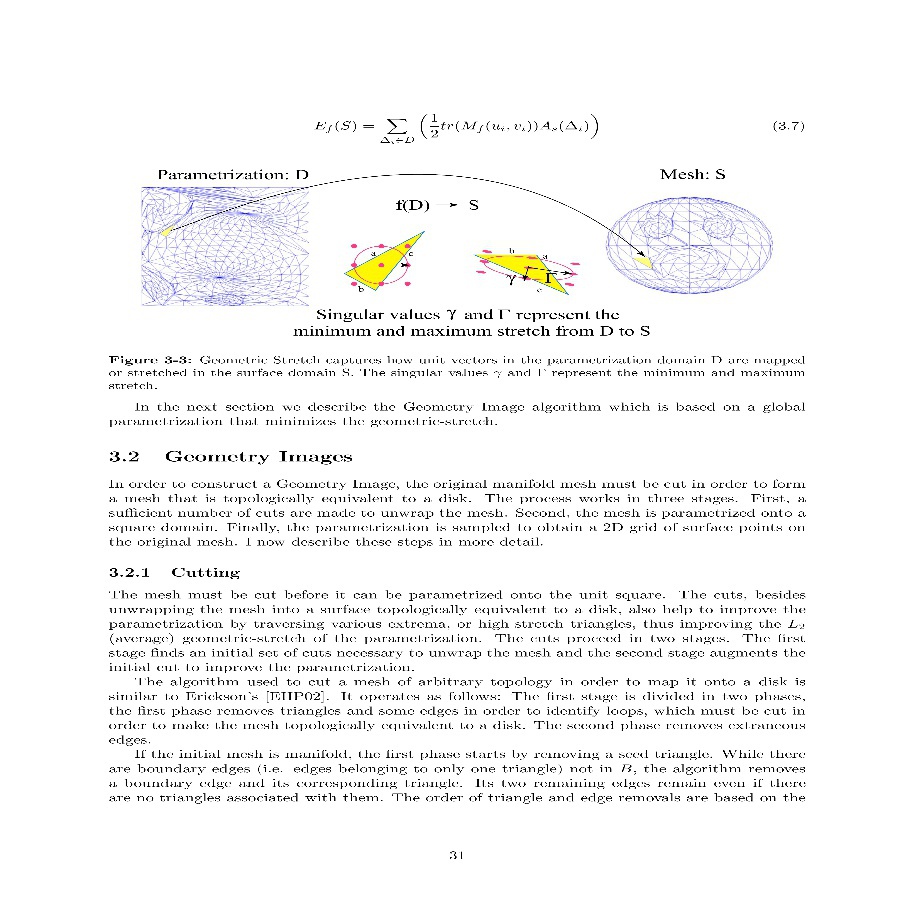 E_f(S) = ∑_{Δ_i∈D} (1/2 tr(M_f(u_i, v_i))A_s(Δ_i)) (3.7)
Parametrization: D
Mesh: S
f(D) → S
a
c
b
b
a
γ
Γ
c
Singular values γ and Γ represent the
minimum and maximum stretch from D to S
Figure 3-3: Geometric Stretch captures how unit vectors in the parametrization domain D are mapped
or stretched in the surface domain S. The singular values γ and Γ represent the minimum and maximum
stretch.
In the next section we describe the Geometry Image algorithm which is based on a global
parametrization that minimizes the geometric-stretch.
3.2 Geometry Images
In order to construct a Geometry Image, the original manifold mesh must be cut in order to form
a mesh that is topologically equivalent to a disk. The process works in three stages. First, a
sufficient number of cuts are made to unwrap the mesh. Second, the mesh is parametrized onto a
square domain. Finally, the parametrization is sampled to obtain a 2D grid of surface points on
the original mesh. I now describe these steps in more detail.
3.2.1 Cutting
The mesh must be cut before it can be parametrized onto the unit square. The cuts, besides
unwrapping the mesh into a surface topologically equivalent to a disk, also help to improve the
parametrization by traversing various extrema, or high stretch triangles, thus improving the L_2
(average) geometric-stretch of the parametrization. The cuts proceed in two stages. The first
stage finds an initial set of cuts necessary to unwrap the mesh and the second stage augments the
initial cut to improve the parametrization.
The algorithm used to cut a mesh of arbitrary topology in order to map it onto a disk is
similar to Erickson's [EHP02]. It operates as follows: The first stage is divided in two phases,
the first phase removes triangles and some edges in order to identify loops, which must be cut in
order to make the mesh topologically equivalent to a disk. The second phase removes extraneous
edges.
If the initial mesh is manifold, the first phase starts by removing a seed triangle. While there
are boundary edges (i.e. edges belonging to only one triangle) not in B, the algorithm removes
a boundary edge and its corresponding triangle. Its two remaining edges remain even if there
are no triangles associated with them. The order of triangle and edge removals are based on the
31